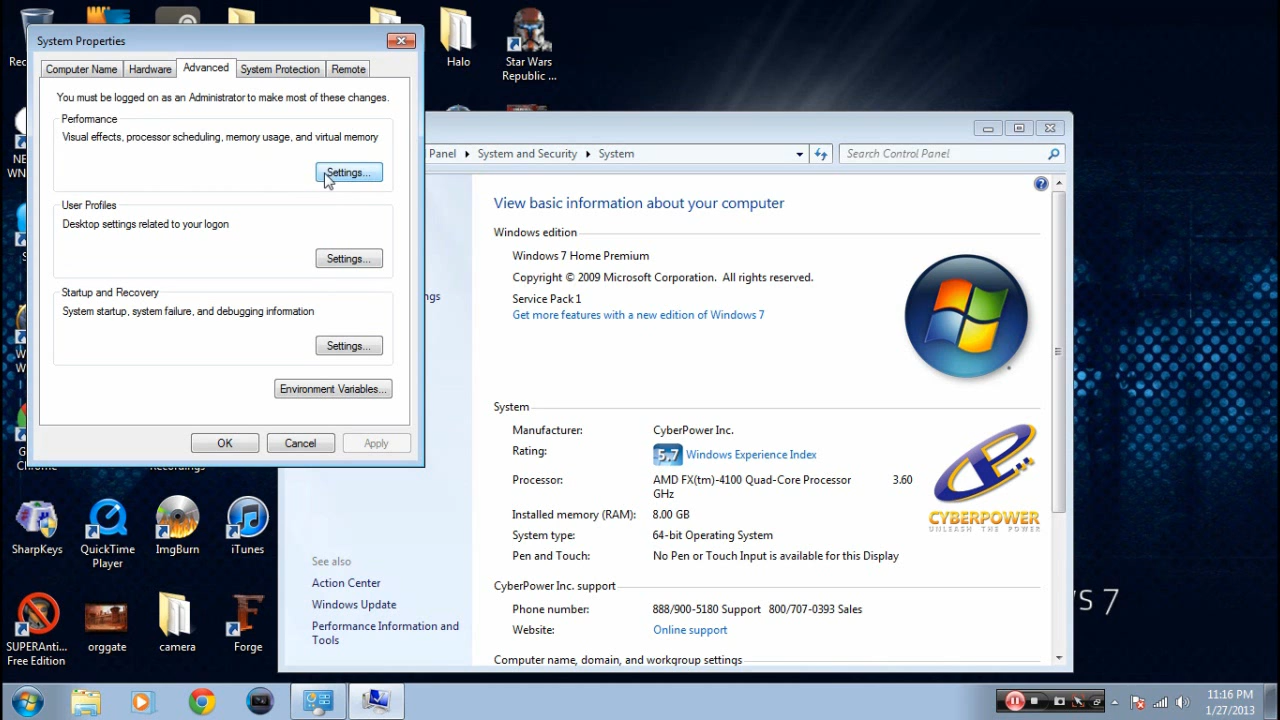 System Properties
Computer Name
Hardware
Advanced
System Protection
Remote
You must be logged on as an Administrator to make most of these changes.
Performance
Visual effects, processor scheduling, memory usage, and virtual memory
Settings...
User Profiles
Desktop settings related to your logon
Settings...
Startup and Recovery
System startup, system failure, and debugging information
Settings...
Environment Variables...
OK
Cancel
Apply
Halo
Star Wars
Republic ...
Panel
System and Security
System
Search Control Panel
View basic information about your computer
Windows edition
Windows 7 Home Premium
Copyright © 2009 Microsoft Corporation. All rights reserved.
Service Pack 1
Get more features with a new edition of Windows 7
System
Manufacturer:
CyberPower Inc.
Rating:
5.7
Windows Experience Index
Processor:
AMD FX(tm)-4100 Quad-Core Processor 3.60
GHz
Installed memory (RAM):
8.00 GB
System type:
64-bit Operating System
Pen and Touch:
No Pen or Touch Input is available for this Display
CYBERPOWER
UNLEASH THE POWER
CyberPower Inc. support
Phone number:
888/900-5180 Support 800/707-0393 Sales
Website:
Online support
Computer name, domain, and workgroup settings
See also
Action Center
Windows Update
Performance Information and
Tools
SharpKeys
QuickTime
Player
ImgBurn
iTunes
SUPERAnti...
Free Edition
orggate
camera
Forge
7
11:16 PM
1/27/2013